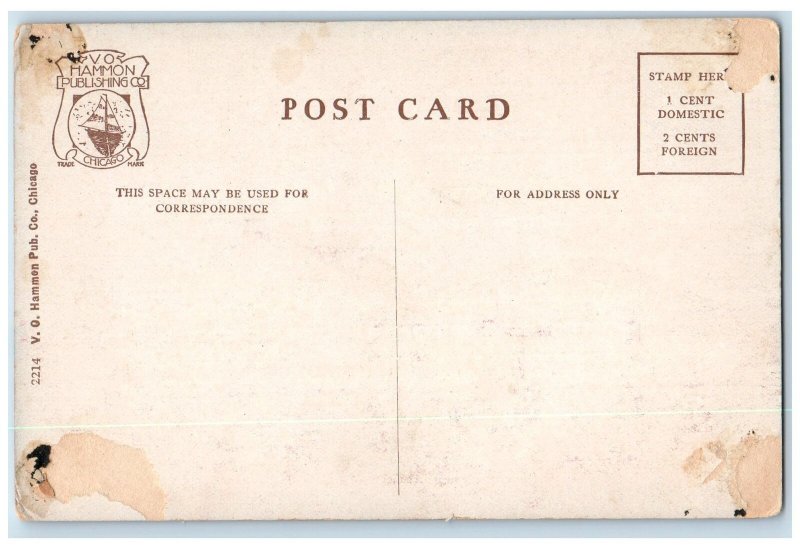 V O
HAMMON
PUBLISHING CO
CHICAGO
TRADE MARK
POST CARD
STAMP HER
1 CENT
DOMESTIC
2 CENTS
FOREIGN
THIS SPACE MAY BE USED FOR
CORRESPONDENCE
FOR ADDRESS ONLY
2214 V. O. Hammon Pub. Co., Chicago